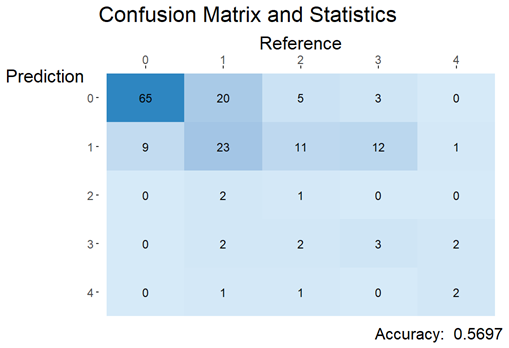 Confusion Matrix and Statistics
Reference
Prediction
0 1 2 3 4
0 65 20 5 3 0
1 9 23 11 12 1
2 0 2 1 0 0
3 0 2 2 3 2
4 0 1 1 0 2
Accuracy: 0.5697